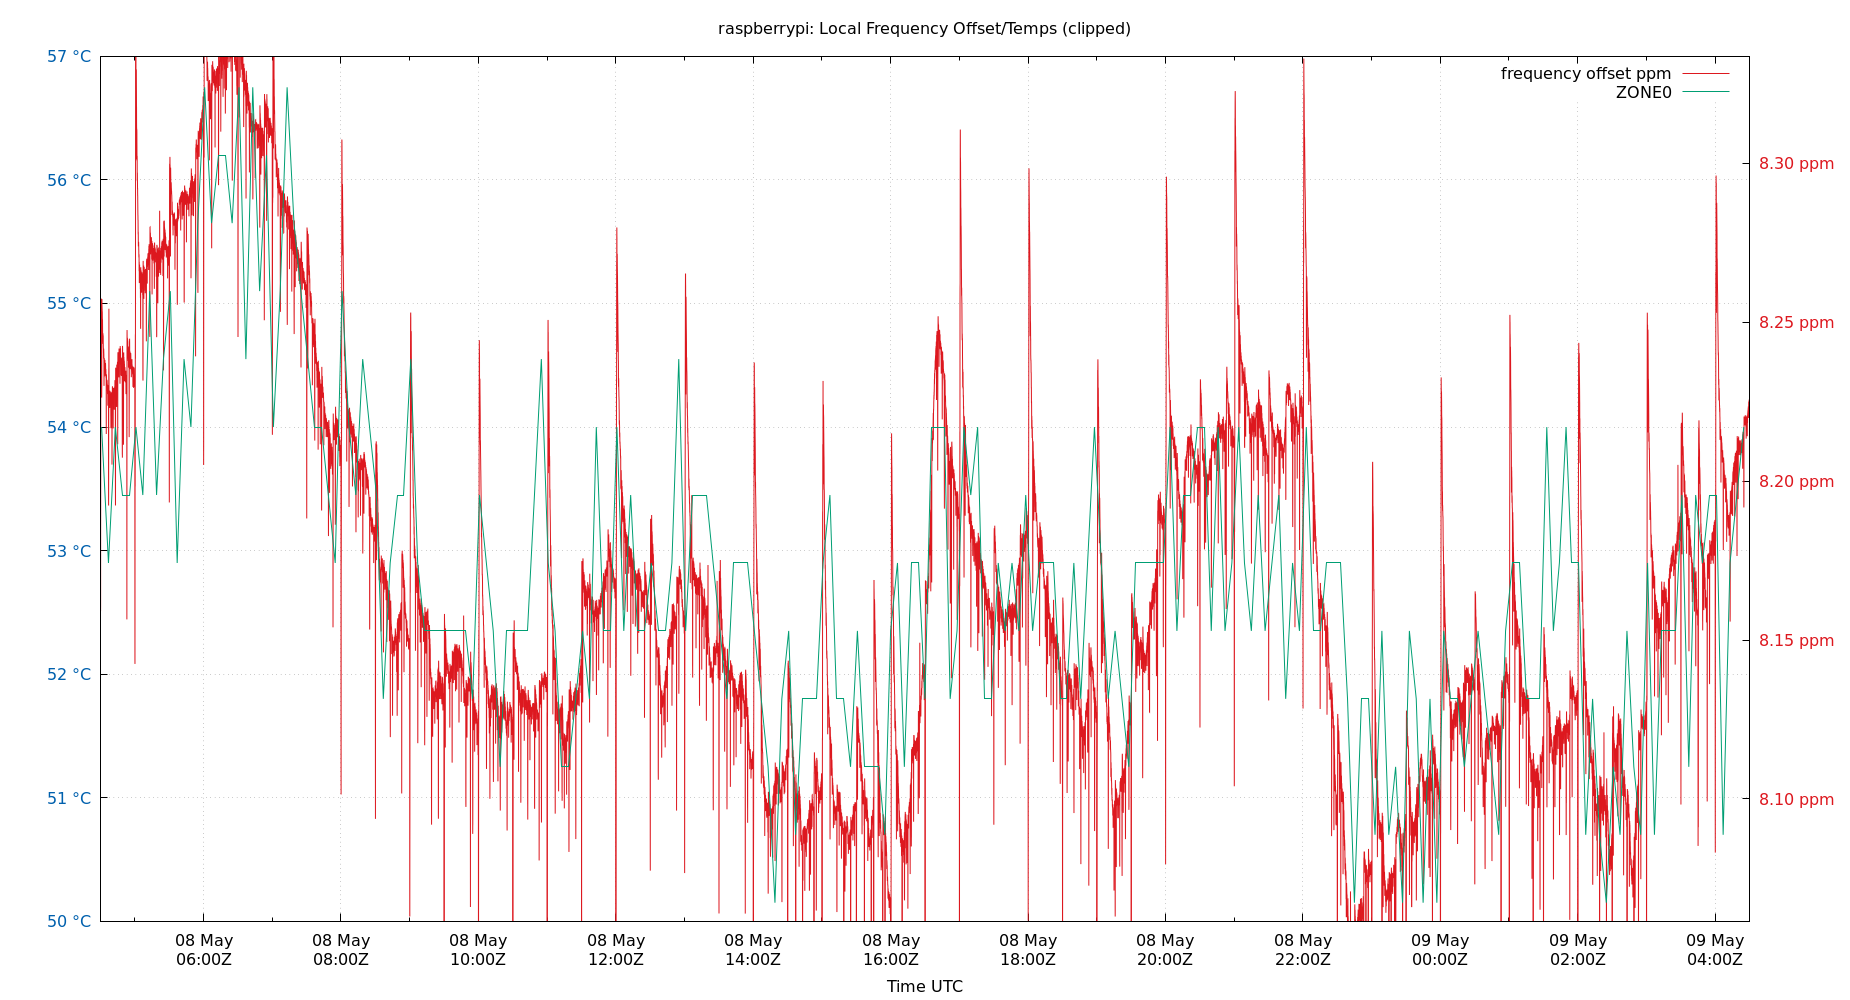 raspberrypi: Local Frequency Offset/Temps (clipped)
frequency offset ppm
ZONE0
57 °C
56 °C
55 °C
54 °C
53 °C
52 °C
51 °C
50 °C
8.30 ppm
8.25 ppm
8.20 ppm
8.15 ppm
8.10 ppm
08 May 08 May 08 May 08 May 08 May 08 May 08 May 08 May 08 May 09 May 09 May 09 May
06:00Z 08:00Z 10:00Z 12:00Z 14:00Z 16:00Z 18:00Z 20:00Z 22:00Z 00:00Z 02:00Z 04:00Z
Time UTC